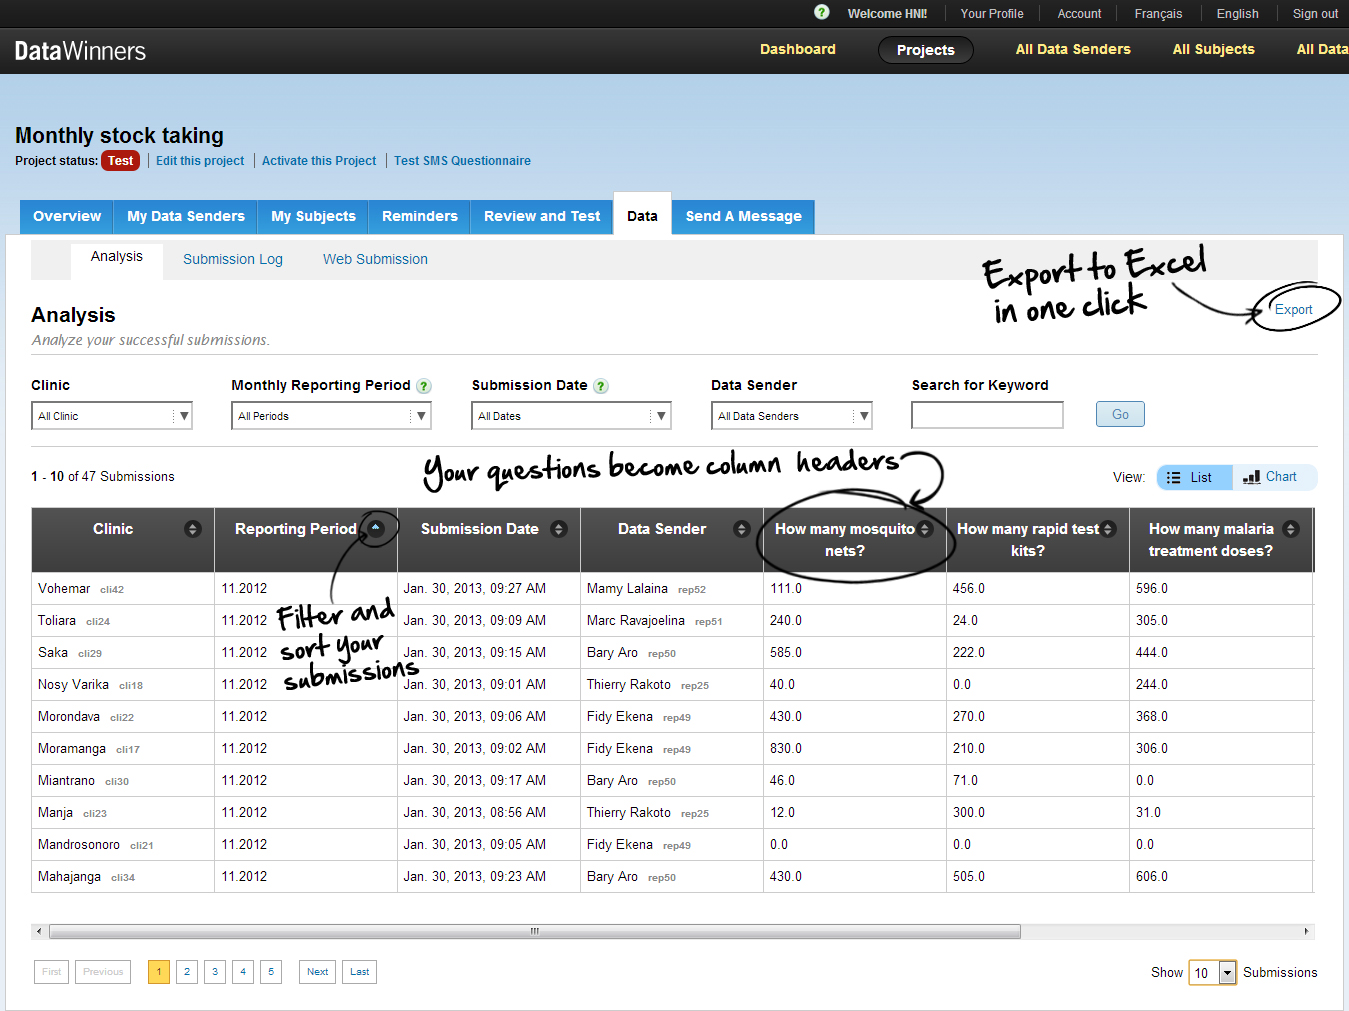 Welcome HNI! Your Profile Account Français English Sign out
DataWinners Dashboard Projects All Data Senders All Subjects All Data
Monthly stock taking
Project status: Test Edit this project Activate this Project Test SMS Questionnaire
Overview My Data Senders My Subjects Reminders Review and Test Data Send A Message
Analysis Submission Log Web Submission
Export to Excel
in one click
Export
Analysis
Analyze your successful submissions.
Clinic Monthly Reporting Period ? Submission Date ? Data Sender Search for Keyword
All Clinic All Periods All Dates All Data Senders Go
Your questions become column headers
1 - 10 of 47 Submissions View: List Chart
Clinic Reporting Period Submission Date Data Sender How many mosquito nets? How many rapid test kits? How many malaria treatment doses?
Vohemar cli42 11.2012 Jan. 30, 2013, 09:27 AM Mamy Lalaina rep52 111.0 456.0 596.0
Toliara cli24 11.2012 Jan. 30, 2013, 09:09 AM Marc Ravajoelina rep51 240.0 24.0 305.0
Saka cli29 11.2012 Jan. 30, 2013, 09:15 AM Bary Aro rep50 585.0 222.0 444.0
Nosy Varika cli18 11.2012 Jan. 30, 2013, 09:01 AM Thierry Rakoto rep25 40.0 0.0 244.0
Morondava cli22 11.2012 Jan. 30, 2013, 09:06 AM Fidy Ekena rep49 430.0 270.0 368.0
Moramanga cli17 11.2012 Jan. 30, 2013, 09:02 AM Fidy Ekena rep49 830.0 210.0 306.0
Miantrano cli30 11.2012 Jan. 30, 2013, 09:17 AM Bary Aro rep50 46.0 71.0 0.0
Manja cli23 11.2012 Jan. 30, 2013, 08:56 AM Thierry Rakoto rep25 12.0 300.0 31.0
Mandrosonoro cli21 11.2012 Jan. 30, 2013, 09:05 AM Fidy Ekena rep49 0.0 0.0 0.0
Mahajanga cli34 11.2012 Jan. 30, 2013, 09:23 AM Bary Aro rep50 430.0 505.0 606.0
Filter and
sort your
submissions
First Previous 1 2 3 4 5 Next Last Show 10 Submissions